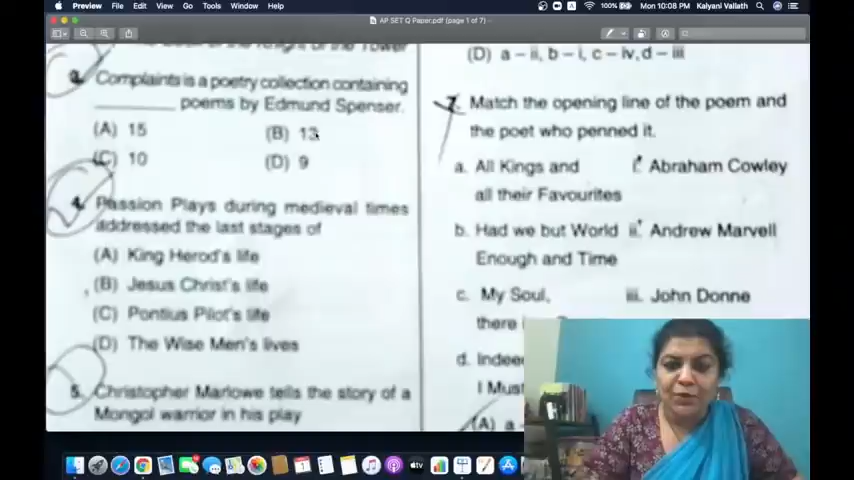 Preview File Edit View Go Tools Window Help
100% Mon 10:08 PM Kalyani Vallath
AP SET Q Paper.pdf (page 1 of 7)
of the Tower
3. Complaints is a poetry collection containing
________ poems by Edmund Spenser.
(A) 15 (B) 13
(C) 10 (D) 9
4. Passion Plays during medieval times
addressed the last stages of
(A) King Herod's life
(B) Jesus Christ's life
(C) Pontius Pilot's life
(D) The Wise Men's lives
5. Christopher Marlowe tells the story of a
Mongol warrior in his play
(D) a – ii, b – i, c – iv, d – iii
7. Match the opening line of the poem and
the poet who penned it.
a. All Kings and i. Abraham Cowley
all their Favourites
b. Had we but World ii. Andrew Marvell
Enough and Time
c. My Soul, iii. John Donne
there
d. Indeed
I Must
(A) a –